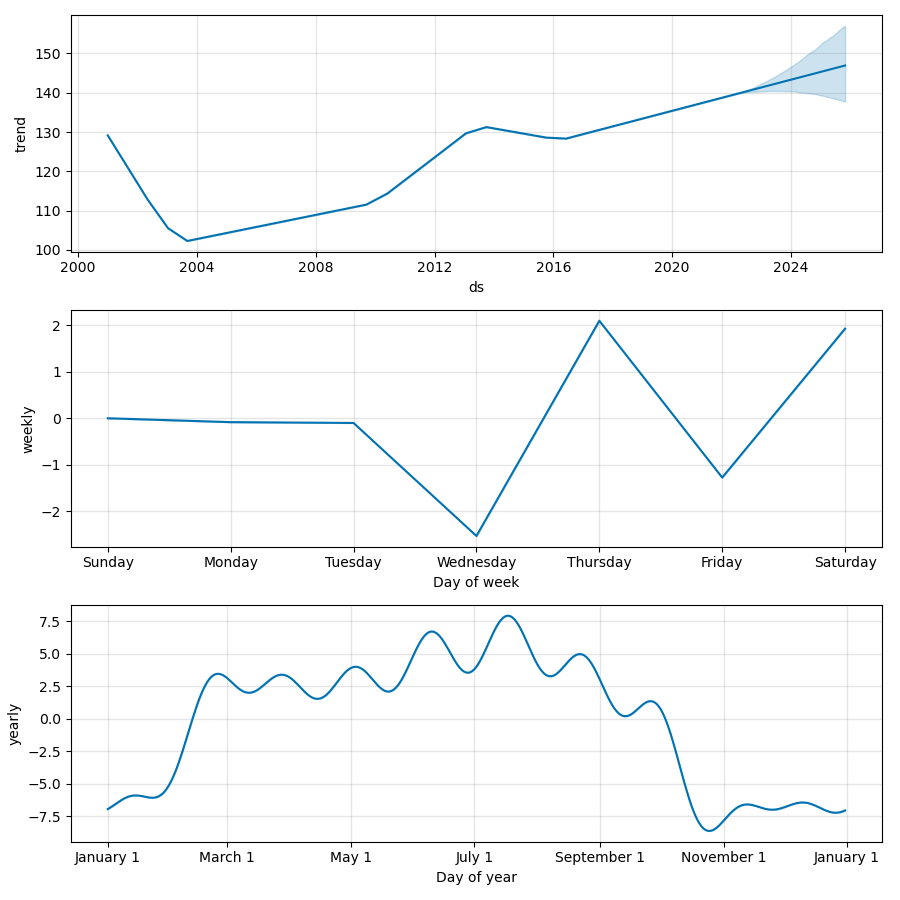 trend
150
140
130
120
110
100
2000 2004 2008 2012 2016 2020 2024
ds
weekly
2
1
0
−1
−2
Sunday Monday Tuesday Wednesday Thursday Friday Saturday
Day of week
yearly
7.5
5.0
2.5
0.0
−2.5
−5.0
−7.5
January 1 March 1 May 1 July 1 September 1 November 1 January 1
Day of year